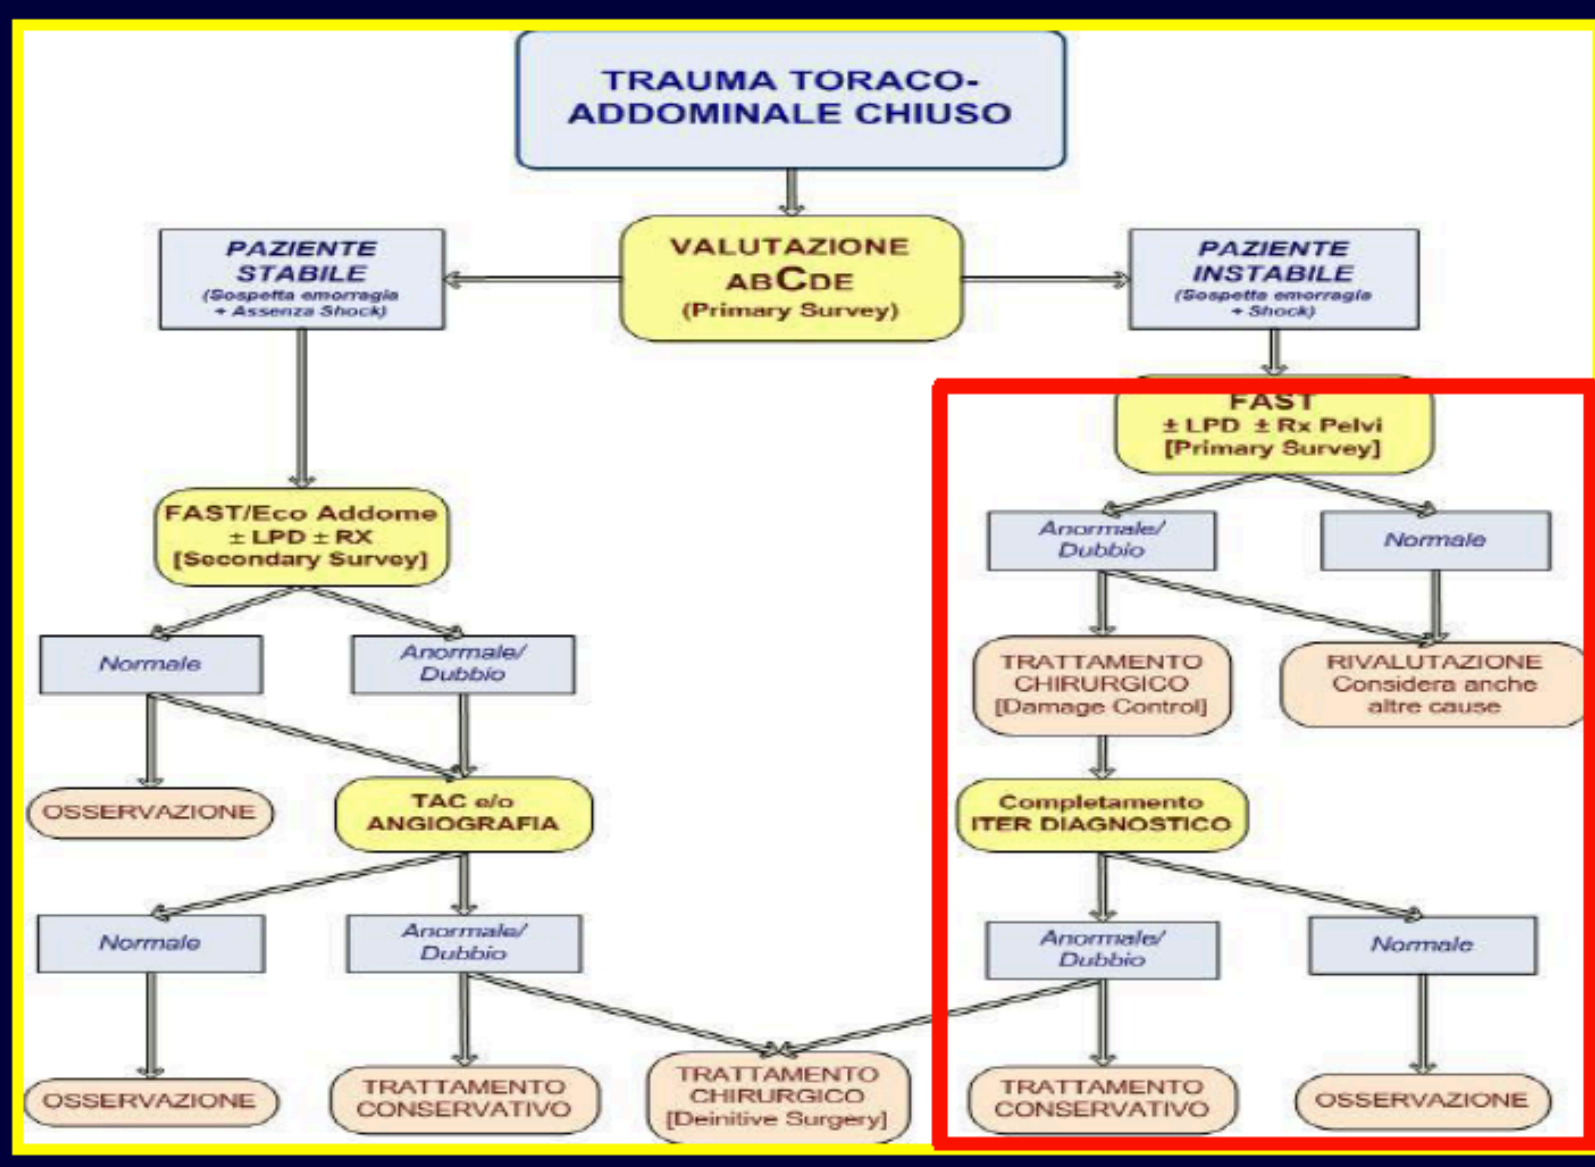 TRAUMA TORACO-
ADDOMINALE CHIUSO
PAZIENTE
STABILE
(Sospetta emorragia
+ Assenza Shock)
VALUTAZIONE
ABCDE
(Primary Survey)
PAZIENTE
INSTABILE
(Sospetta emorragia
+ Shock)
FAST
± LPD ± Rx Pelvi
[Primary Survey]
FAST/Eco Addome
± LPD ± RX
[Secondary Survey]
Anormale/
Dubbio
Normale
Normale
Anormale/
Dubbio
TRATTAMENTO
CHIRURGICO
[Damage Control]
RIVALUTAZIONE
Considera anche
altre cause
OSSERVAZIONE
TAC e/o
ANGIOGRAFIA
Completamento
ITER DIAGNOSTICO
Normale
Anormale/
Dubbio
Anormale/
Dubbio
Normale
OSSERVAZIONE
TRATTAMENTO
CONSERVATIVO
TRATTAMENTO
CHIRURGICO
[Deinitive Surgery]
TRATTAMENTO
CONSERVATIVO
OSSERVAZIONE